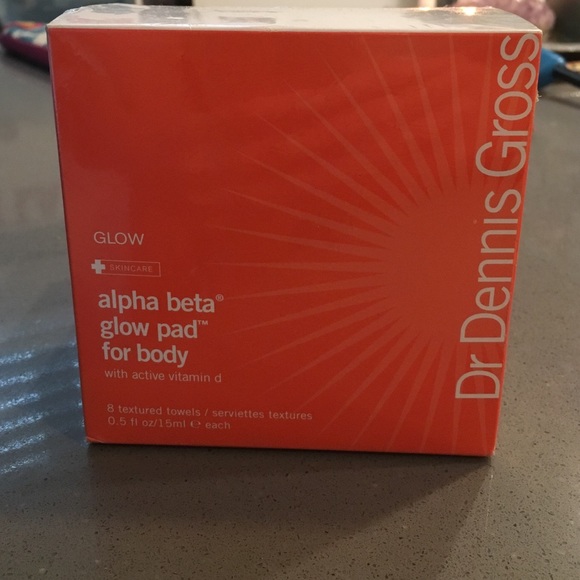 GLOW
SKINCARE
alpha beta®
glow pad™
for body
with active vitamin d
8 textured towels / serviettes textures
0.5 fl oz/15ml ℮ each
Dr Dennis Gross